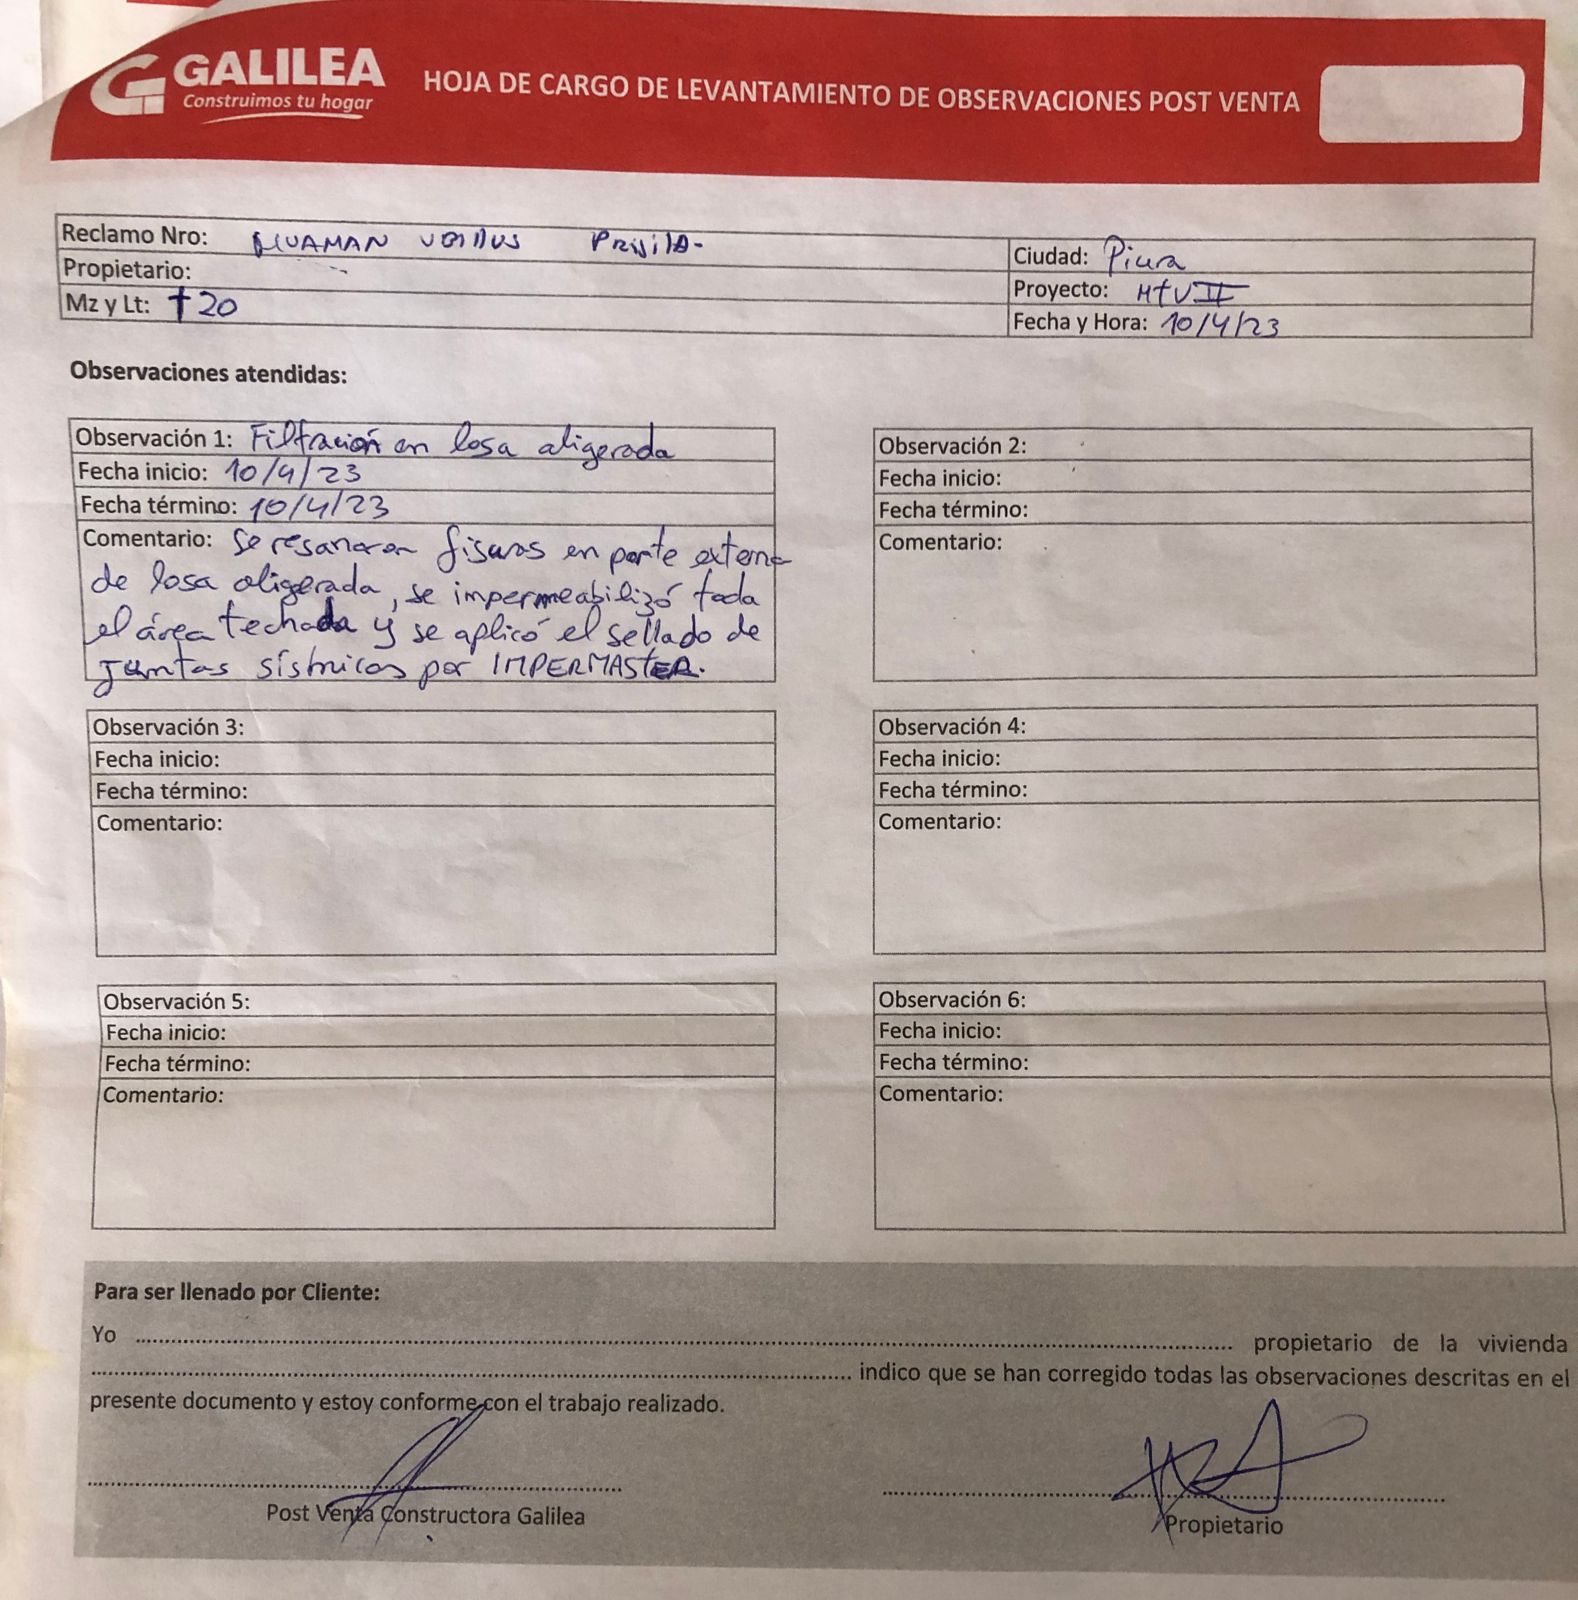 GALILEA
Construimos tu hogar
HOJA DE CARGO DE LEVANTAMIENTO DE OBSERVACIONES POST VENTA
Reclamo Nro: HUAMAN
Ciudad: Piura
Propietario:
Proyecto: HTV II
Mz y Lt: T 20
Fecha y Hora: 10/4/23
Observaciones atendidas:
Observación 1: Filtración en losa aligerada
Fecha inicio: 10/4/23
Fecha término: 10/4/23
Comentario: Se resanaron fisuras en parte externa
de losa aligerada, se impermeabilizó toda
el área techada y se aplicó el sellado de
juntas sísmicas por IMPERMASTER.
Observación 2:
Fecha inicio:
Fecha término:
Comentario:
Observación 3:
Fecha inicio:
Fecha término:
Comentario:
Observación 4:
Fecha inicio:
Fecha término:
Comentario:
Observación 5:
Fecha inicio:
Fecha término:
Comentario:
Observación 6:
Fecha inicio:
Fecha término:
Comentario:
Para ser llenado por Cliente:
Yo ........ propietario de la vivienda
........ indico que se han corregido todas las observaciones descritas en el
presente documento y estoy conforme con el trabajo realizado.
Post Venta Constructora Galilea
Propietario